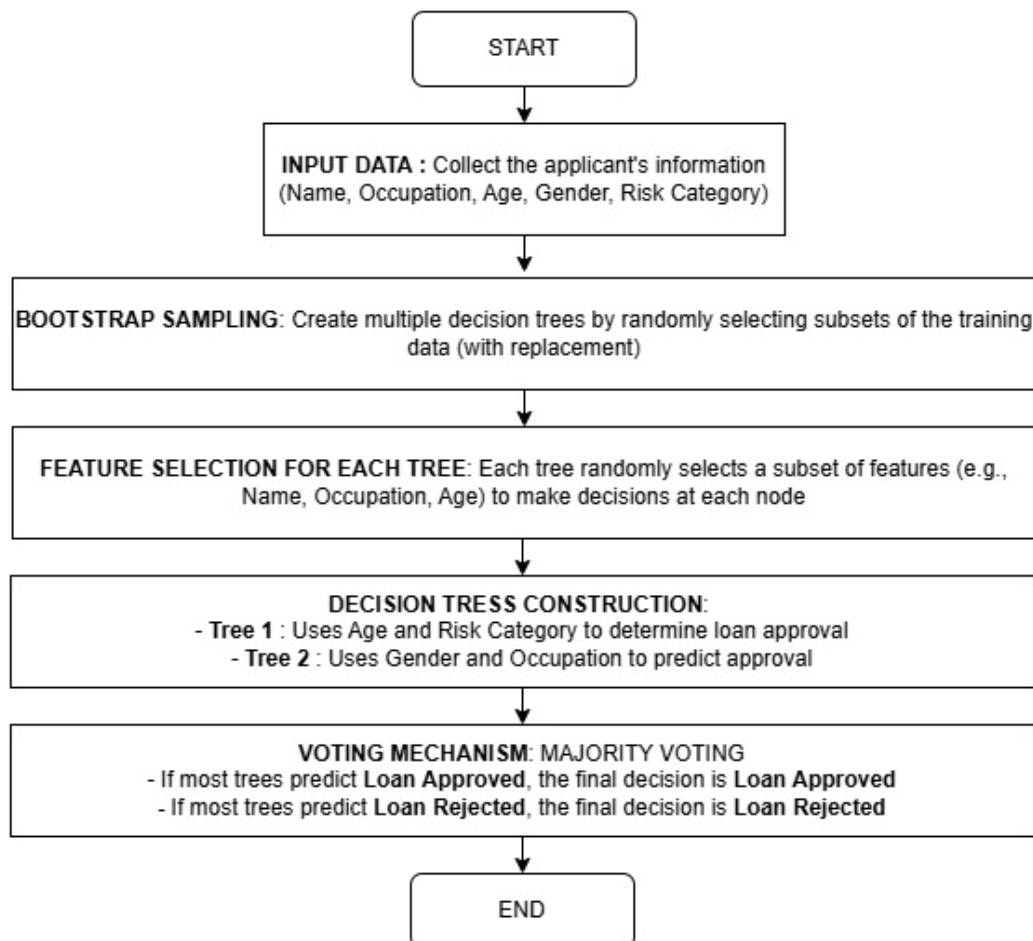 START
INPUT DATA : Collect the applicant's information
(Name, Occupation, Age, Gender, Risk Category)
BOOTSTRAP SAMPLING: Create multiple decision trees by randomly selecting subsets of the training
data (with replacement)
FEATURE SELECTION FOR EACH TREE: Each tree randomly selects a subset of features (e.g.,
Name, Occupation, Age) to make decisions at each node
DECISION TRESS CONSTRUCTION:
- Tree 1 : Uses Age and Risk Category to determine loan approval
- Tree 2 : Uses Gender and Occupation to predict approval
VOTING MECHANISM: MAJORITY VOTING
- If most trees predict Loan Approved, the final decision is Loan Approved
- If most trees predict Loan Rejected, the final decision is Loan Rejected
END